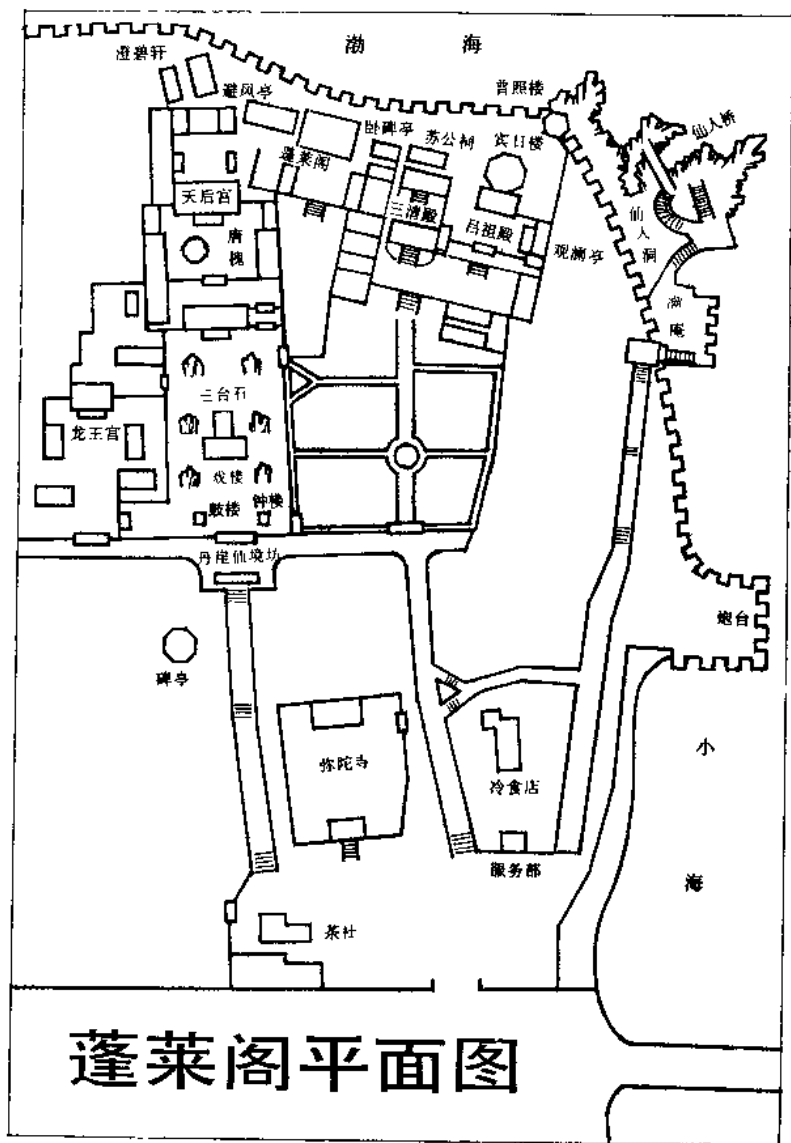 渤海
澄碧轩
避风亭
普照楼
卧碑亭
苏公祠
宾日楼
仙人桥
蓬莱阁
天后宫
三清殿
吕祖殿
仙人洞
唐槐
观澜亭
三台石
龙王宫
戏楼
鼓楼
钟楼
丹崖仙境坊
炮台
碑亭
弥陀寺
冷食店
小海
服务部
茶社
蓬莱阁平面图